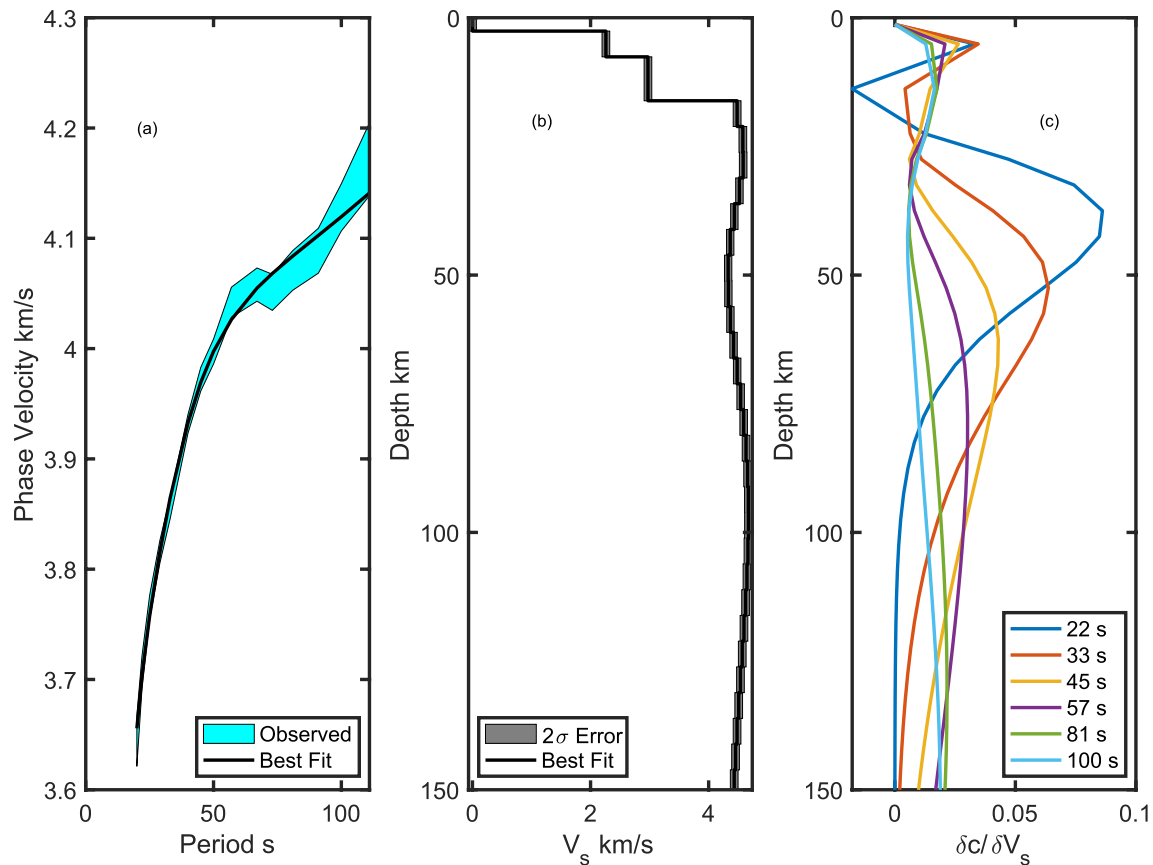 4.3
4.2
4.1
4
3.9
3.8
3.7
3.6
0
50
100
Phase Velocity km/s
Period s
(a)
Observed
Best Fit
0
50
100
150
0
2
4
Depth km
V_s km/s
(b)
2σ Error
Best Fit
0
50
100
150
0
0.05
0.1
Depth km
δc/δV_s
(c)
22 s
33 s
45 s
57 s
81 s
100 s